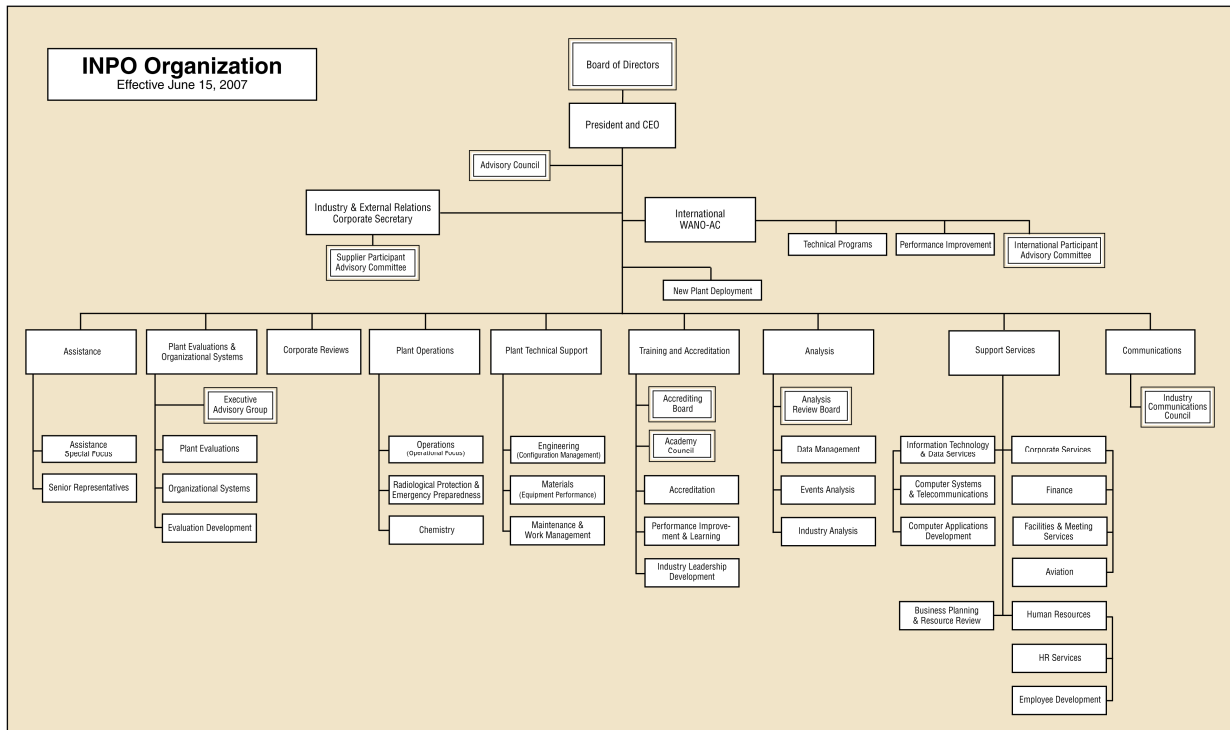 INPO Organization
Effective June 15, 2007
Board of Directors
President and CEO
Advisory Council
Industry & External Relations
Corporate Secretary
International
WANO-AC
Supplier Participant
Advisory Committee
Technical Programs
Performance Improvement
International Participant
Advisory Committee
New Plant Deployment
Assistance
Plant Evaluations &
Organizational Systems
Corporate Reviews
Plant Operations
Plant Technical Support
Training and Accreditation
Analysis
Support Services
Communications
Assistance
Special Focus
Senior Representatives
Executive
Advisory Group
Plant Evaluations
Organizational Systems
Evaluation Development
Operations
(Operational Focus)
Radiological Protection &
Emergency Preparedness
Chemistry
Engineering
(Configuration Management)
Materials
(Equipment Performance)
Maintenance &
Work Management
Accrediting
Board
Academy
Council
Accreditation
Performance Improve-
ment & Learning
Industry Leadership
Development
Analysis
Review Board
Data Management
Events Analysis
Industry Analysis
Information Technology
& Data Services
Computer Systems
& Telecommunications
Computer Applications
Development
Business Planning
& Resource Review
Corporate Services
Finance
Facilities & Meeting
Services
Aviation
Human Resources
HR Services
Employee Development
Industry
Communications
Council